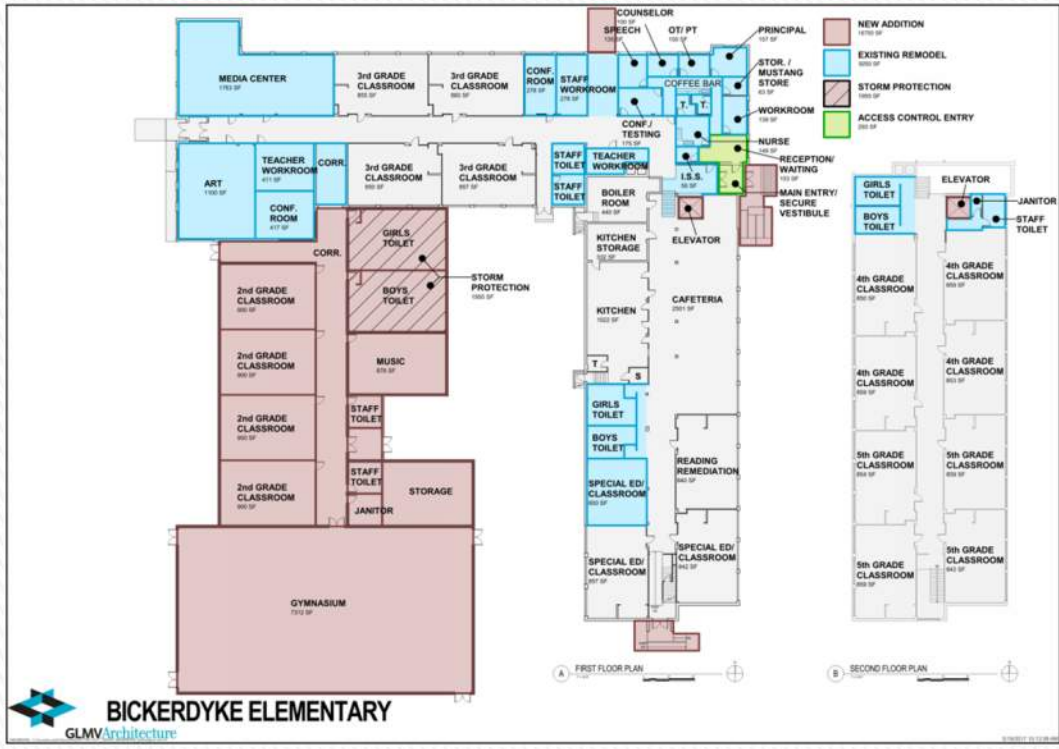 COUNSELOR
100 SF
SPEECH
OT/ PT
PRINCIPAL
STOR. /
MUSTANG
STORE
WORKROOM
NURSE
RECEPTION/
WAITING
MAIN ENTRY/
SECURE
VESTIBULE
NEW ADDITION
EXISTING REMODEL
STORM PROTECTION
ACCESS CONTROL ENTRY
MEDIA CENTER
3rd GRADE
CLASSROOM
3rd GRADE
CLASSROOM
CONF.
ROOM
STAFF
WORKROOM
COFFEE BAR
T.
T.
CONF./
TESTING
175 SF
ART
TEACHER
WORKROOM
CORR.
CONF.
ROOM
417 SF
3rd GRADE
CLASSROOM
3rd GRADE
CLASSROOM
STAFF
TOILET
STAFF
TOILET
TEACHER
WORKROOM
I.S.S.
BOILER
ROOM
ELEVATOR
CORR.
GIRLS
TOILET
BOYS
TOILET
STORM
PROTECTION
KITCHEN
STORAGE
KITCHEN
CAFETERIA
2nd GRADE
CLASSROOM
2nd GRADE
CLASSROOM
2nd GRADE
CLASSROOM
2nd GRADE
CLASSROOM
MUSIC
STAFF
TOILET
STAFF
TOILET
STORAGE
JANITOR
GYMNASIUM
T
S
GIRLS
TOILET
BOYS
TOILET
READING
REMEDIATION
SPECIAL ED/
CLASSROOM
SPECIAL ED/
CLASSROOM
SPECIAL ED/
CLASSROOM
GIRLS
TOILET
BOYS
TOILET
ELEVATOR
JANITOR
STAFF
TOILET
4th GRADE
CLASSROOM
4th GRADE
CLASSROOM
4th GRADE
CLASSROOM
4th GRADE
CLASSROOM
5th GRADE
CLASSROOM
5th GRADE
CLASSROOM
5th GRADE
CLASSROOM
5th GRADE
CLASSROOM
A FIRST FLOOR PLAN
B SECOND FLOOR PLAN
BICKERDYKE ELEMENTARY
GLMVArchitecture